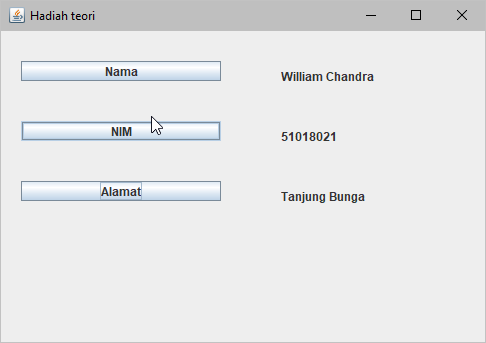 Hadiah teori
Nama
William Chandra
NIM
51018021
Alamat
Tanjung Bunga